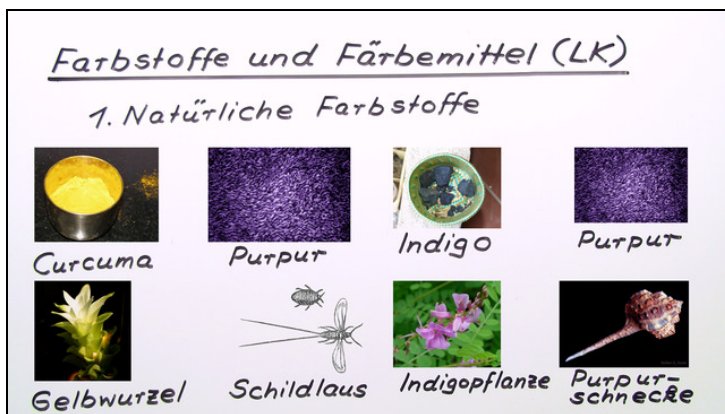 Farbstoffe und Färbemittel (LK)
1. Natürliche Farbstoffe
Curcuma Purpur Indigo Purpur
Gelbwurzel Schildlaus Indigopflanze Purpur-
schnecke